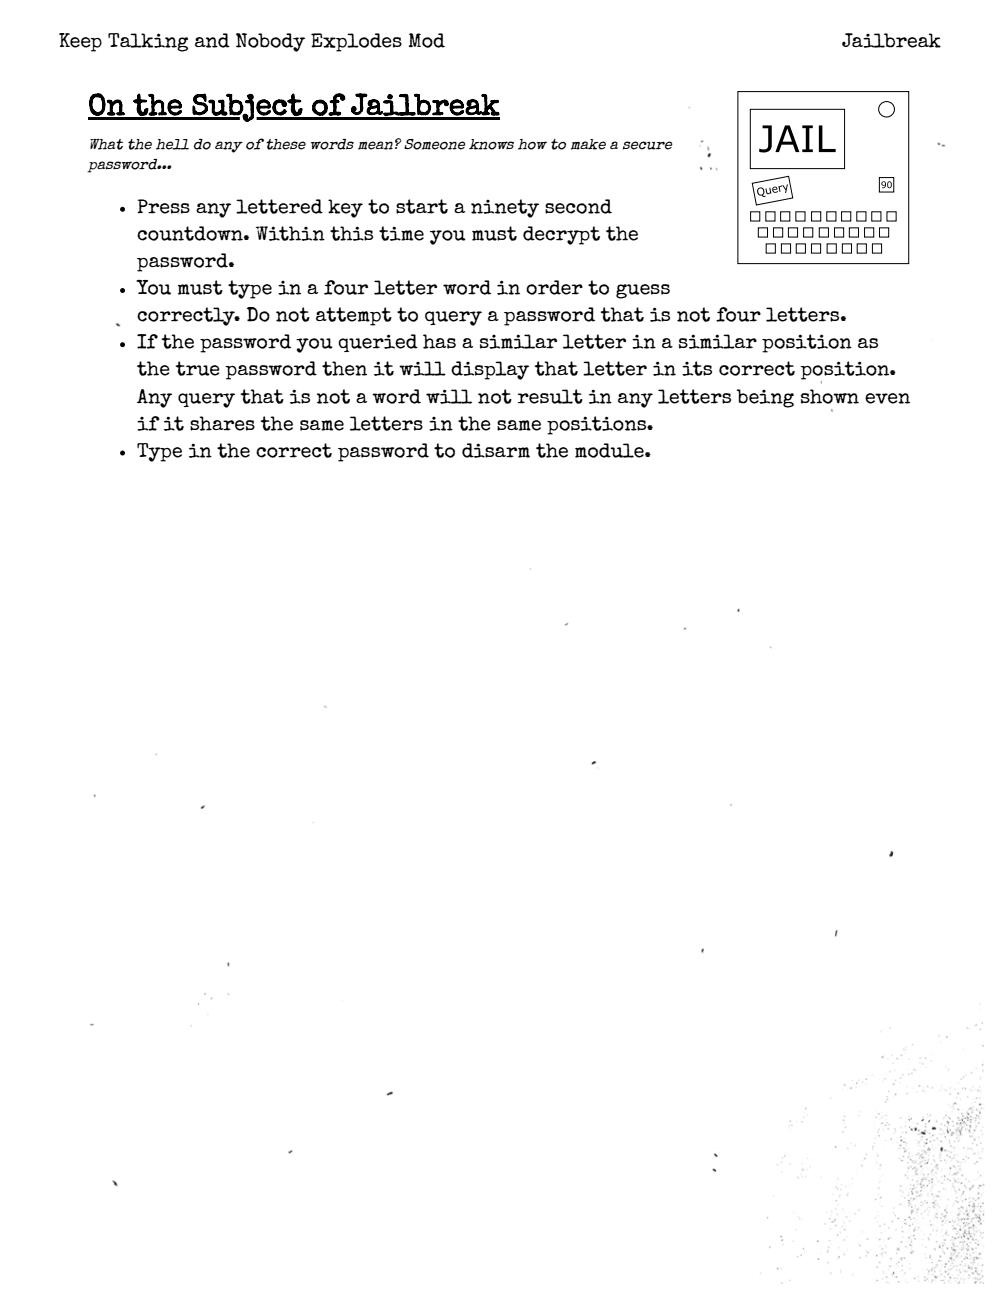 Keep Talking and Nobody Explodes Mod Jailbreak
On the Subject of Jailbreak
What the hell do any of these words mean? Someone knows how to make a secure
password...
JAIL
Query
90
• Press any lettered key to start a ninety second
countdown. Within this time you must decrypt the
password.
• You must type in a four letter word in order to guess
correctly. Do not attempt to query a password that is not four letters.
• If the password you queried has a similar letter in a similar position as
the true password then it will display that letter in its correct position.
Any query that is not a word will not result in any letters being shown even
if it shares the same letters in the same positions.
• Type in the correct password to disarm the module.